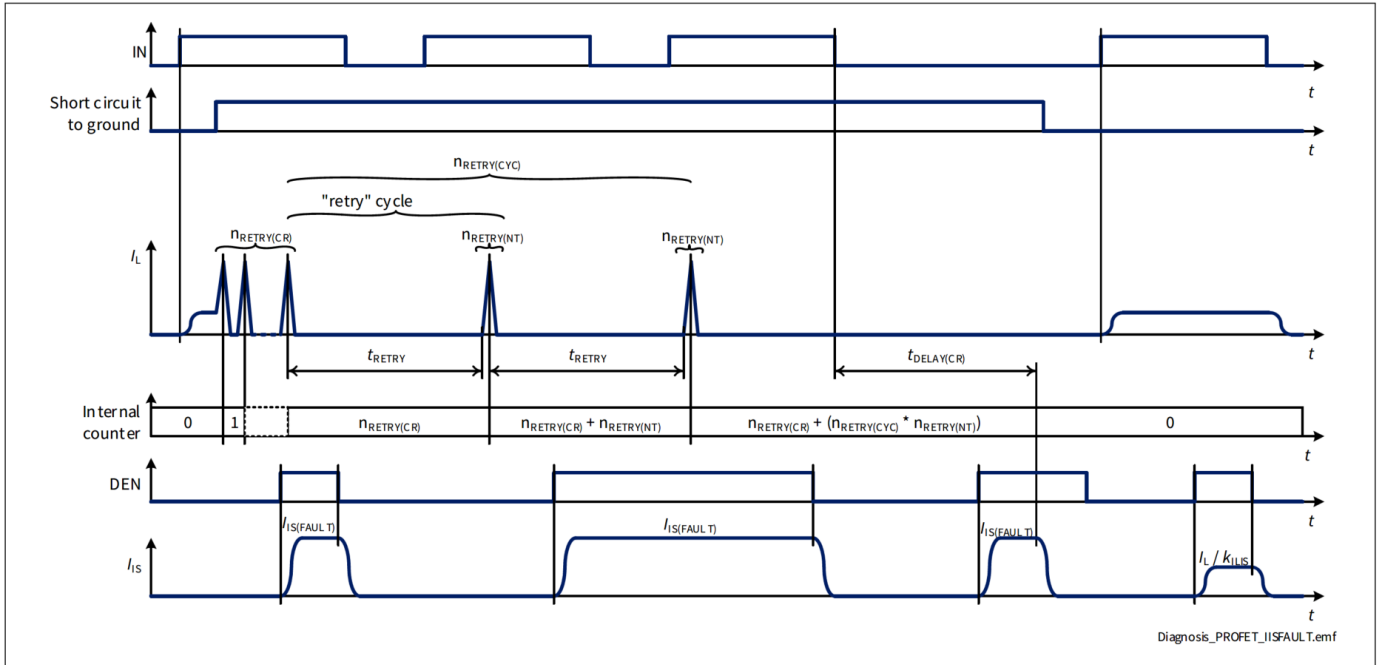 IN
t
Short circuit
to ground
t
nRETRY(CYC)
"retry" cycle
nRETRY(CR)
nRETRY(NT)
nRETRY(NT)
IL
t
tRETRY
tRETRY
tDELAY(CR)
Internal
counter
0
1
nRETRY(CR)
nRETRY(CR) + nRETRY(NT)
nRETRY(CR) + (nRETRY(CYC) * nRETRY(NT))
0
t
DEN
t
IIS(FAULT)
IIS(FAULT)
IIS(FAULT)
IL / kILIS
IIS
t
Diagnosis_PROFET_IISFAULT.emf